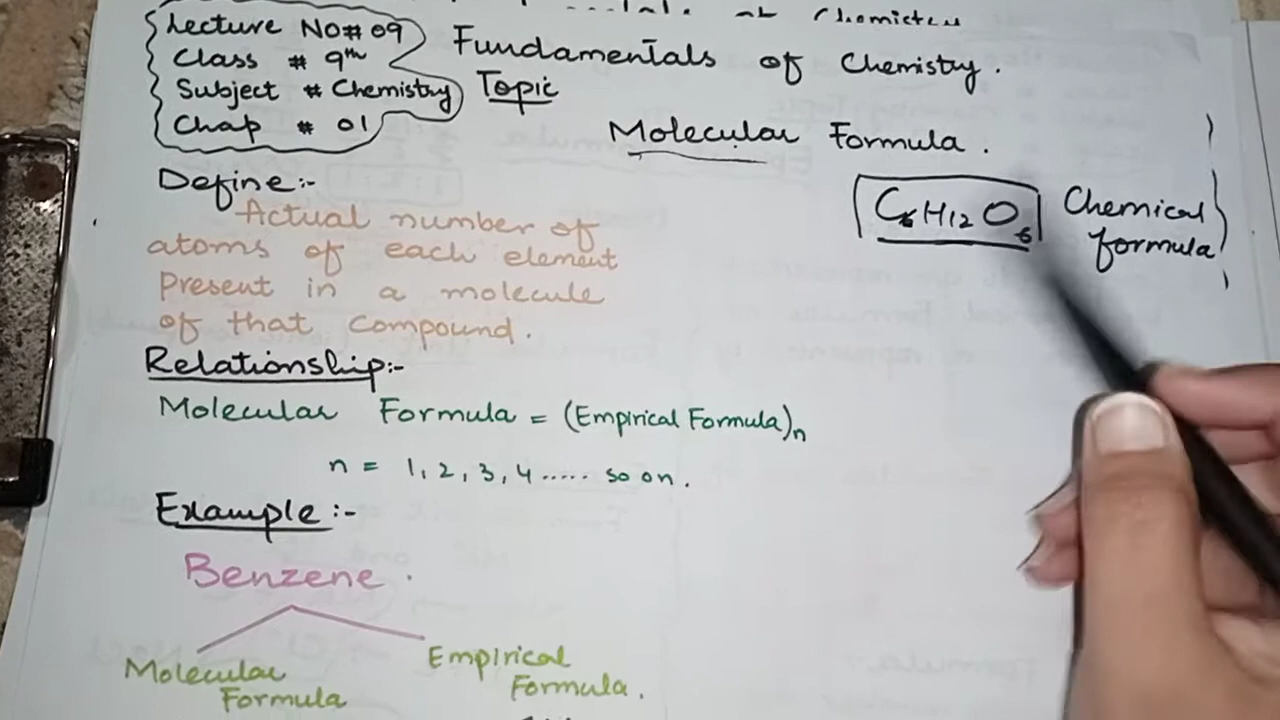 Chemistry
Lecture No# 09
Class # 9th
Subject # Chemistry
Chap # 01
Fundamentals of Chemistry.
Topic
Molecular Formula.
C6H12O6
Chemical
formula
Define:-
Actual number of
atoms of each element
Present in a molecule
of that compound.
Relationship:-
Molecular Formula = (Empirical Formula)n
n = 1, 2, 3, 4 ..... so on.
Example:-
Benzene.
Molecular
Formula
Empirical
Formula.